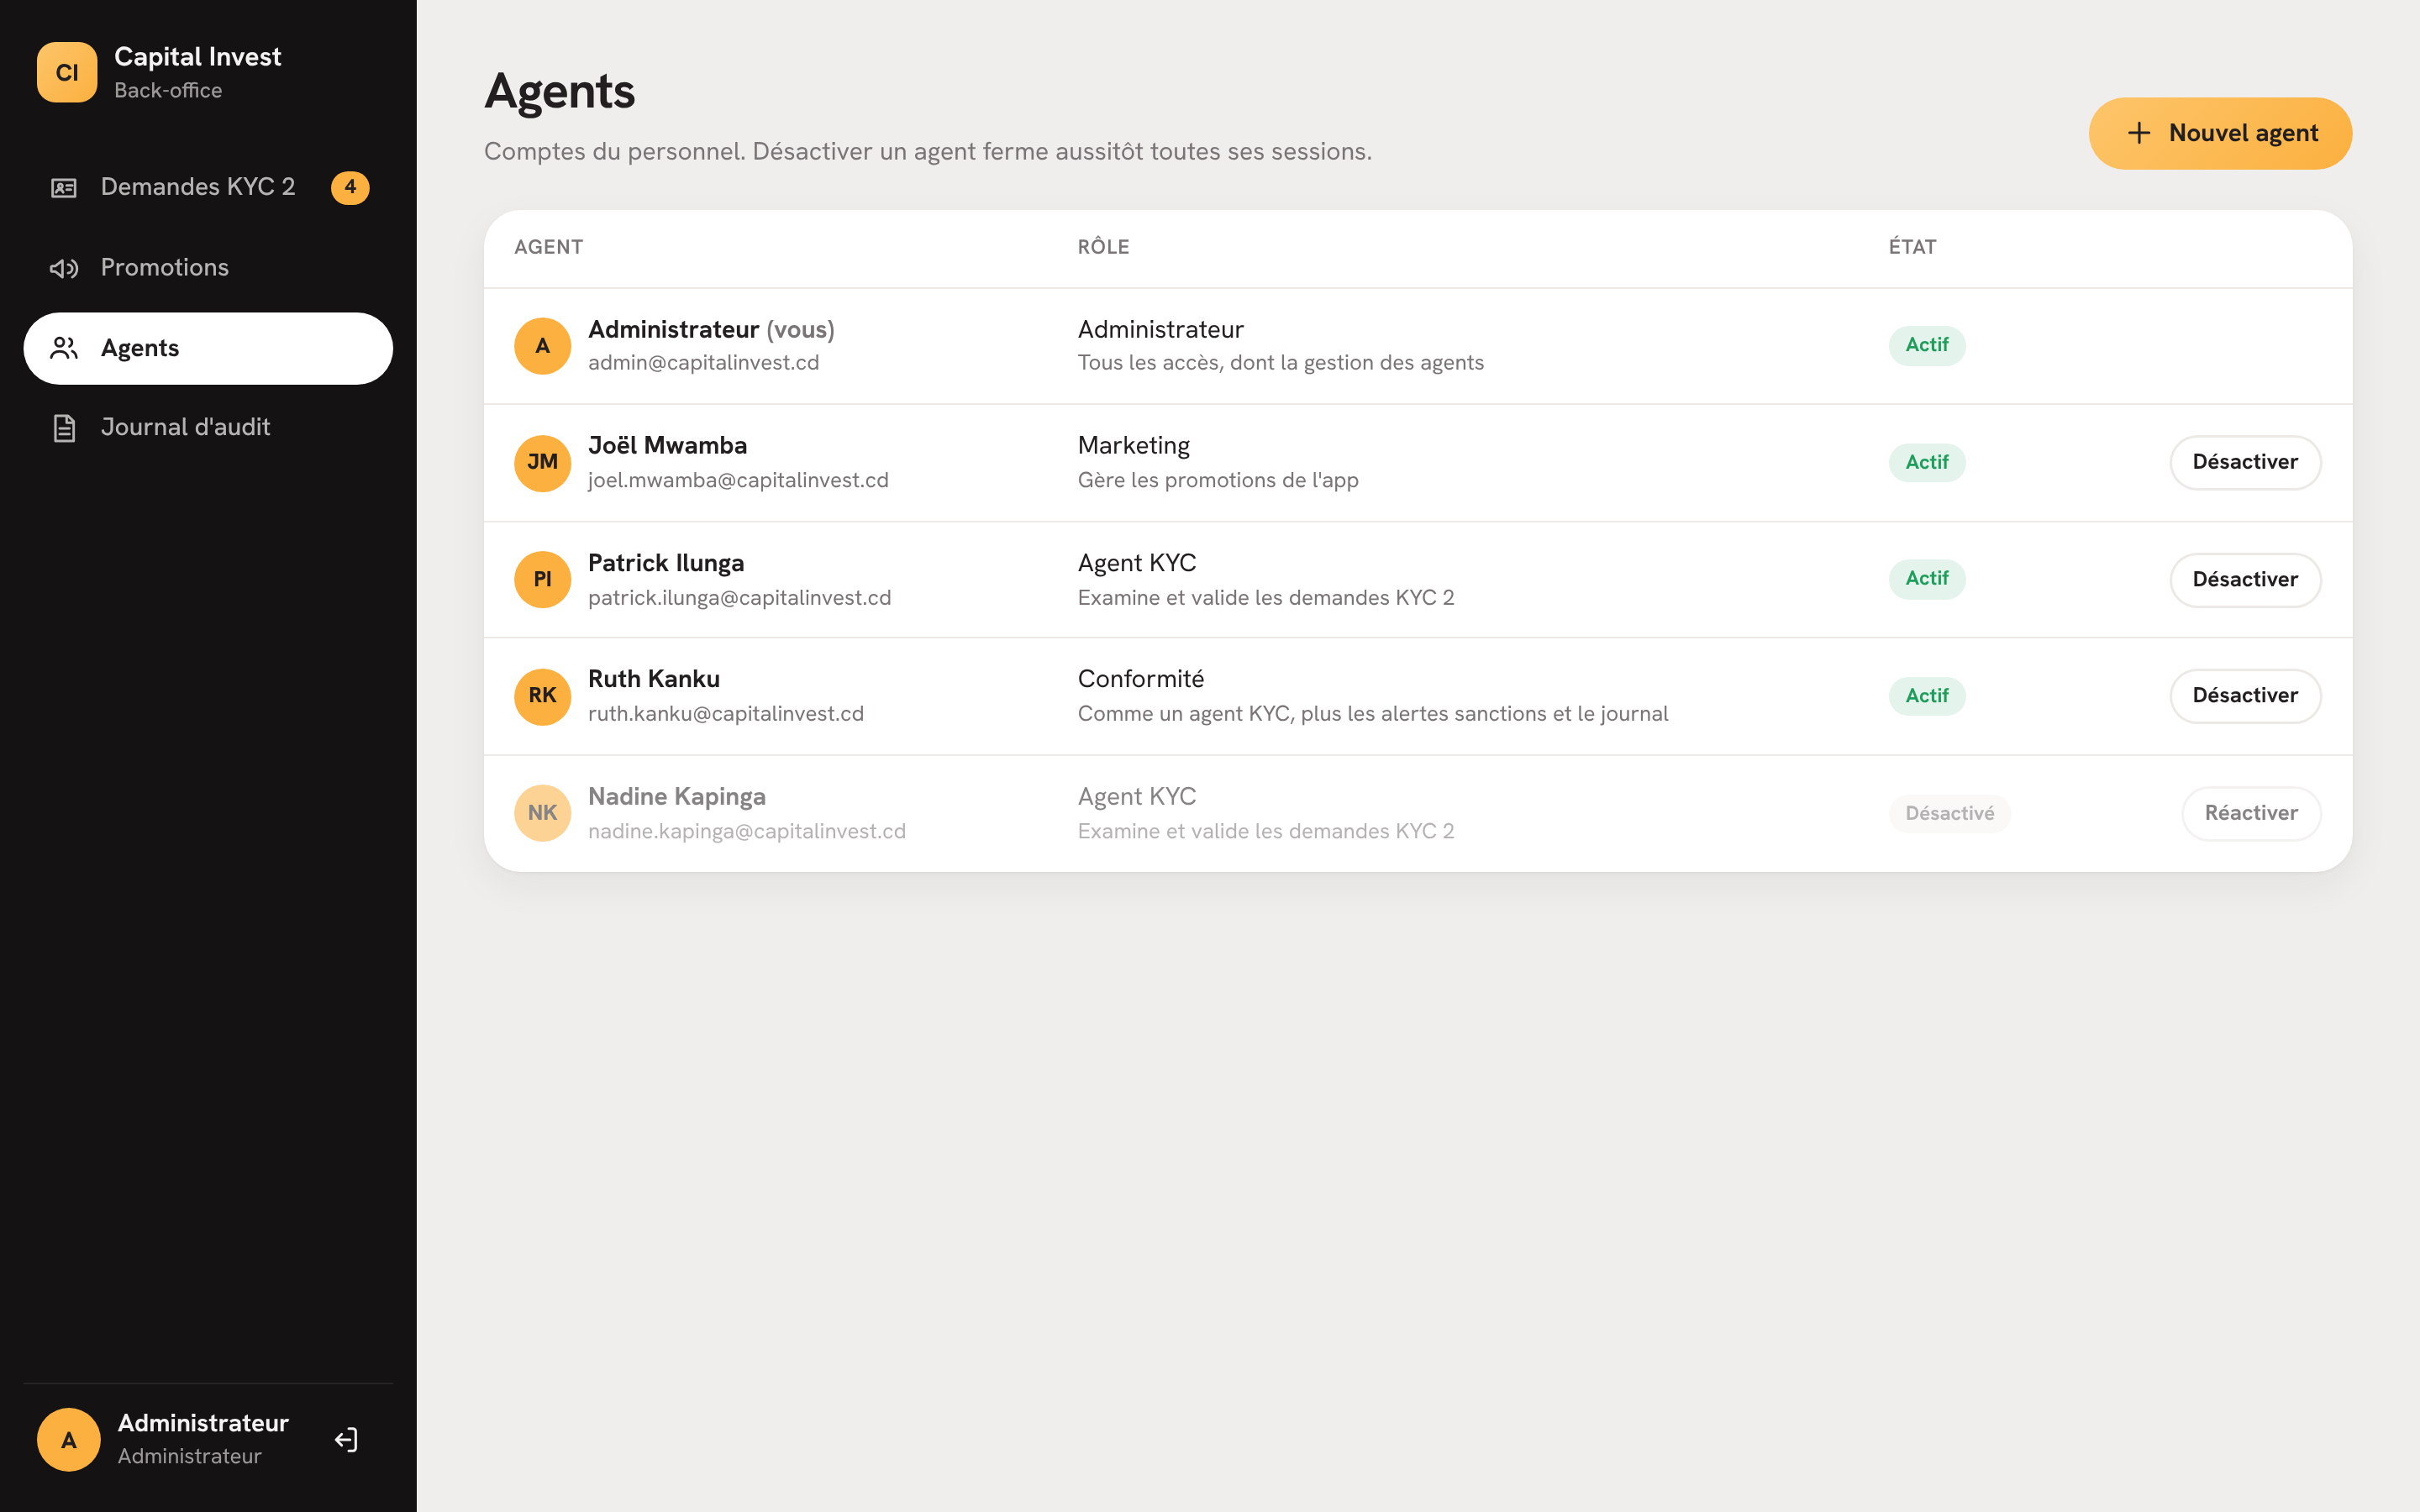 CI
Capital Invest
Back-office
Demandes KYC 2
4
Promotions
Agents
Journal d'audit
A
Administrateur
Administrateur
Agents
Comptes du personnel. Désactiver un agent ferme aussitôt toutes ses sessions.
Nouvel agent
AGENT RÔLE ÉTAT
A
Administrateur (vous)
admin@capitalinvest.cd
Administrateur
Tous les accès, dont la gestion des agents
Actif
JM
Joël Mwamba
joel.mwamba@capitalinvest.cd
Marketing
Gère les promotions de l'app
Actif
Désactiver
PI
Patrick Ilunga
patrick.ilunga@capitalinvest.cd
Agent KYC
Examine et valide les demandes KYC 2
Actif
Désactiver
RK
Ruth Kanku
ruth.kanku@capitalinvest.cd
Conformité
Comme un agent KYC, plus les alertes sanctions et le journal
Actif
Désactiver
NK
Nadine Kapinga
nadine.kapinga@capitalinvest.cd
Agent KYC
Examine et valide les demandes KYC 2
Désactivé
Réactiver